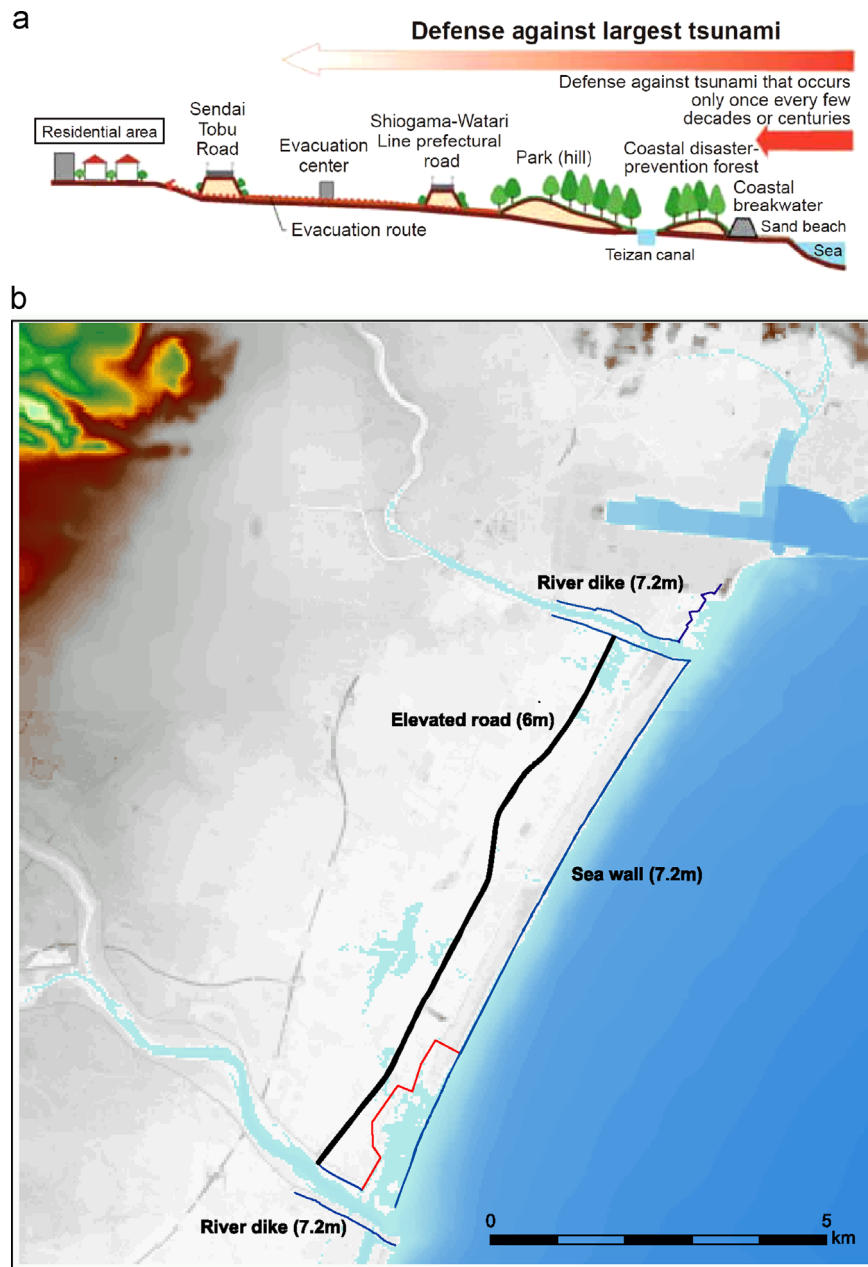 a
Defense against largest tsunami
Defense against tsunami that occurs
only once every few
decades or centuries
Residential area
Sendai
Tobu
Road
Evacuation
center
Shiogama-Watari
Line prefectural
road
Park (hill)
Coastal disaster-
prevention forest
Coastal
breakwater
Sand beach
Sea
Evacuation route
Teizan canal
b
River dike (7.2m)
Elevated road (6m)
Sea wall (7.2m)
River dike (7.2m)
0
5
km